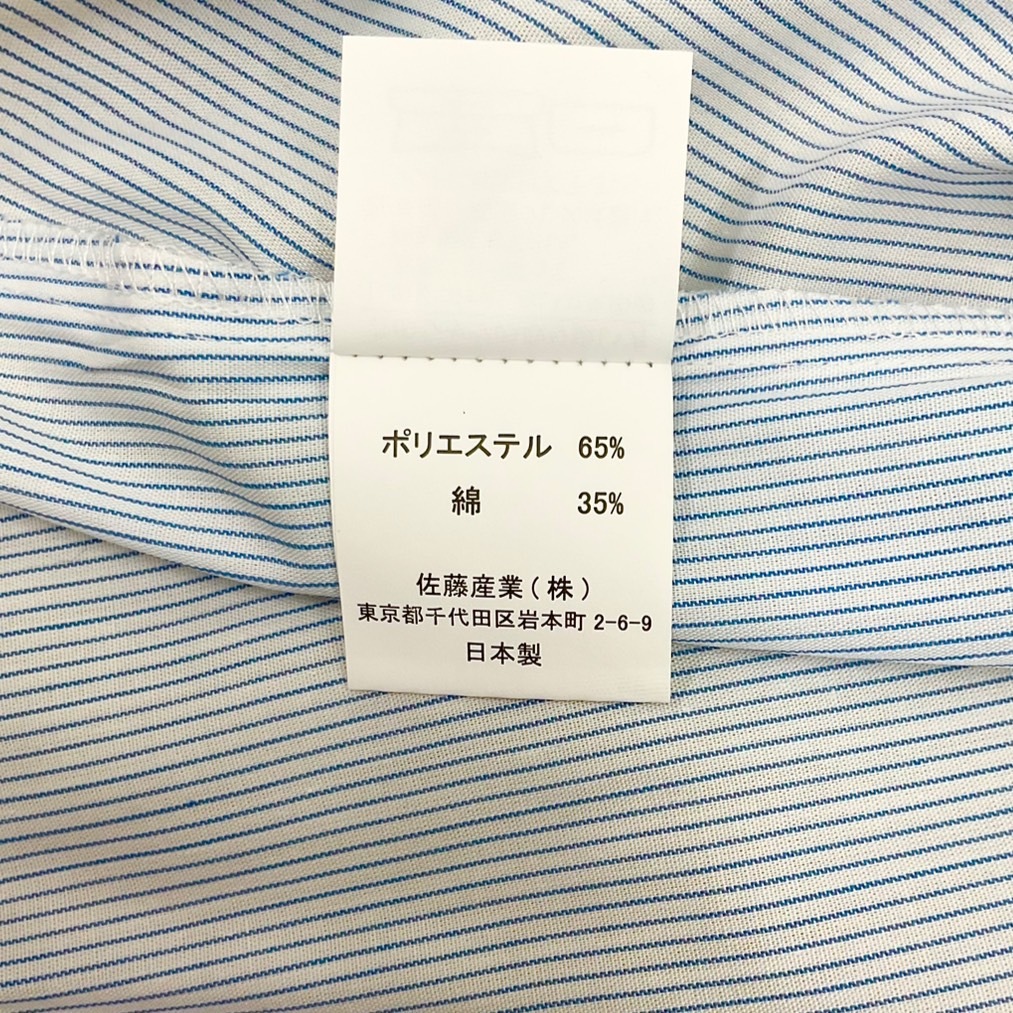 ポリエステル 65%
綿 35%
佐藤産業(株)
東京都千代田区岩本町 2-6-9
日本製